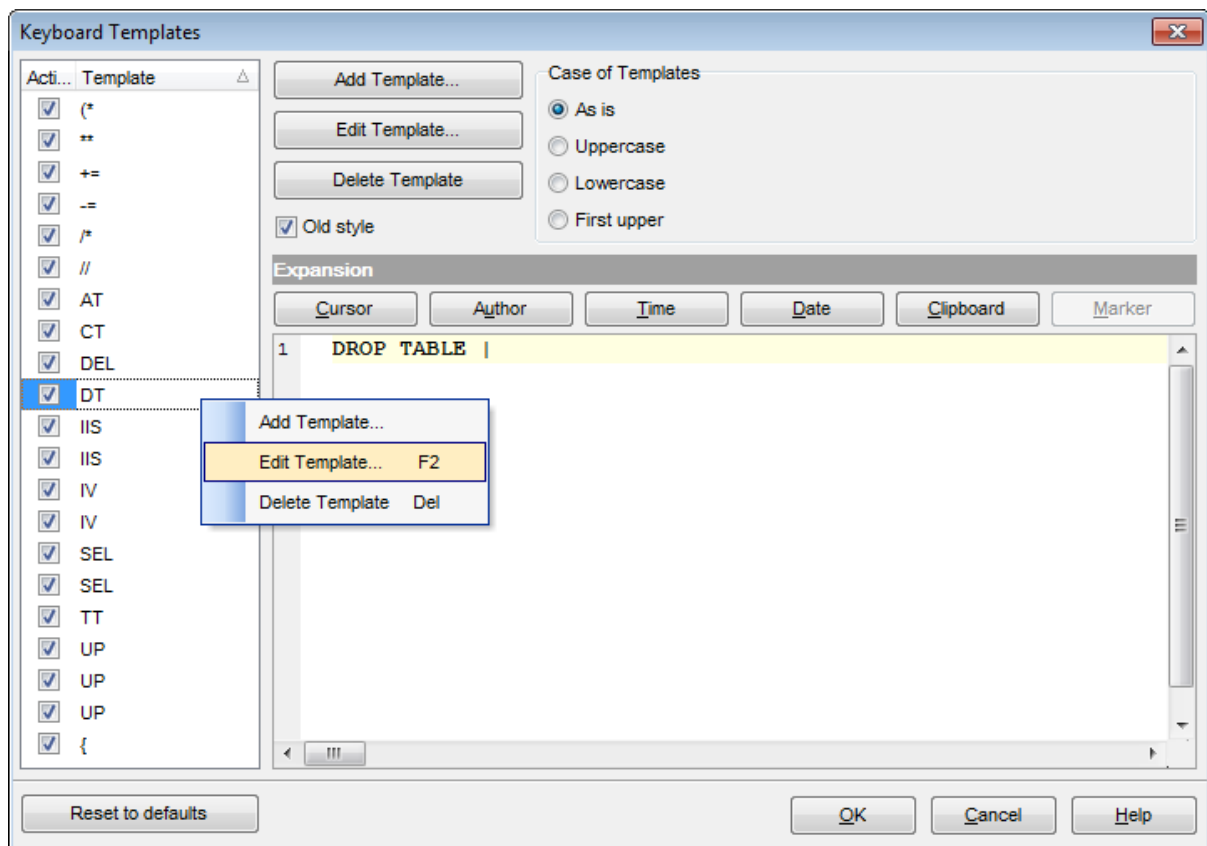 Keyboard Templates
Acti... Template
(*
**
+=
-=
/*
//
AT
CT
DEL
DT
IIS
IIS
IV
IV
SEL
SEL
TT
UP
UP
UP
{
Add Template...
Edit Template...
Delete Template
Old style
Case of Templates
As is
Uppercase
Lowercase
First upper
Expansion
Cursor Author Time Date Clipboard Marker
1 DROP TABLE |
Add Template...
Edit Template... F2
Delete Template Del
Reset to defaults OK Cancel Help